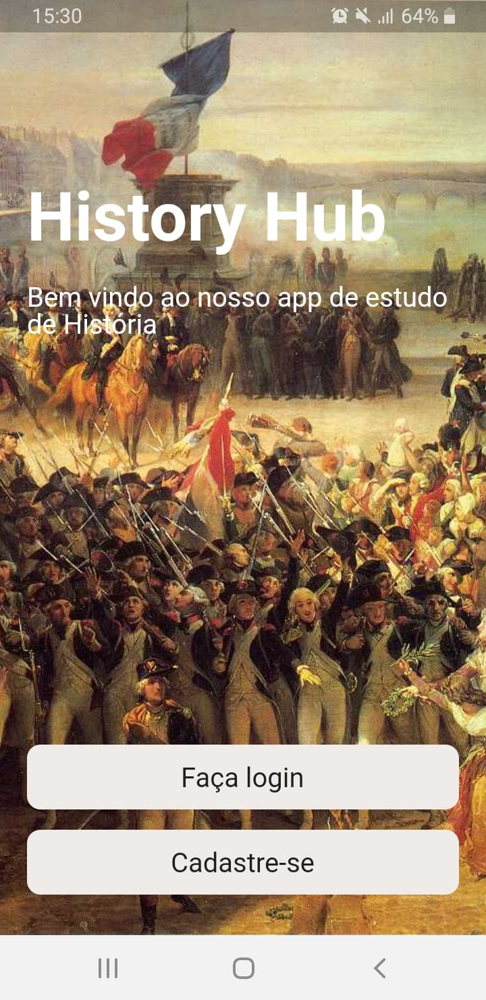 15:30
64%
History Hub
Bem vindo ao nosso app de estudo
de História
Faça login
Cadastre-se